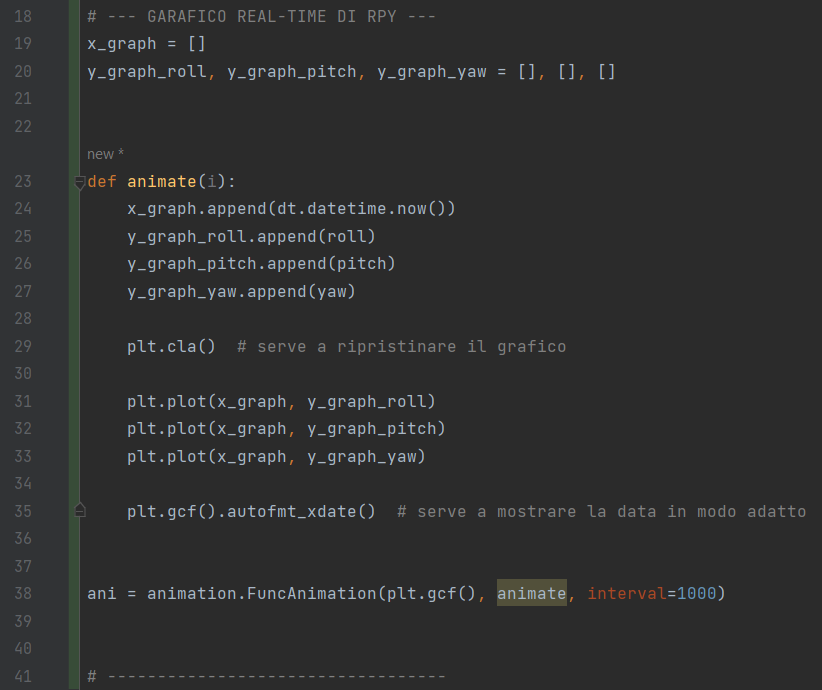 18 # --- GARAFICO REAL-TIME DI RPY ---
19 x_graph = []
20 y_graph_roll, y_graph_pitch, y_graph_yaw = [], [], []
21
22
new *
23 def animate(i):
24     x_graph.append(dt.datetime.now())
25     y_graph_roll.append(roll)
26     y_graph_pitch.append(pitch)
27     y_graph_yaw.append(yaw)
28
29     plt.cla()  # serve a ripristinare il grafico
30
31     plt.plot(x_graph, y_graph_roll)
32     plt.plot(x_graph, y_graph_pitch)
33     plt.plot(x_graph, y_graph_yaw)
34
35     plt.gcf().autofmt_xdate()  # serve a mostrare la data in modo adatto
36
37
38 ani = animation.FuncAnimation(plt.gcf(), animate, interval=1000)
39
40
41 # ----------------------------------